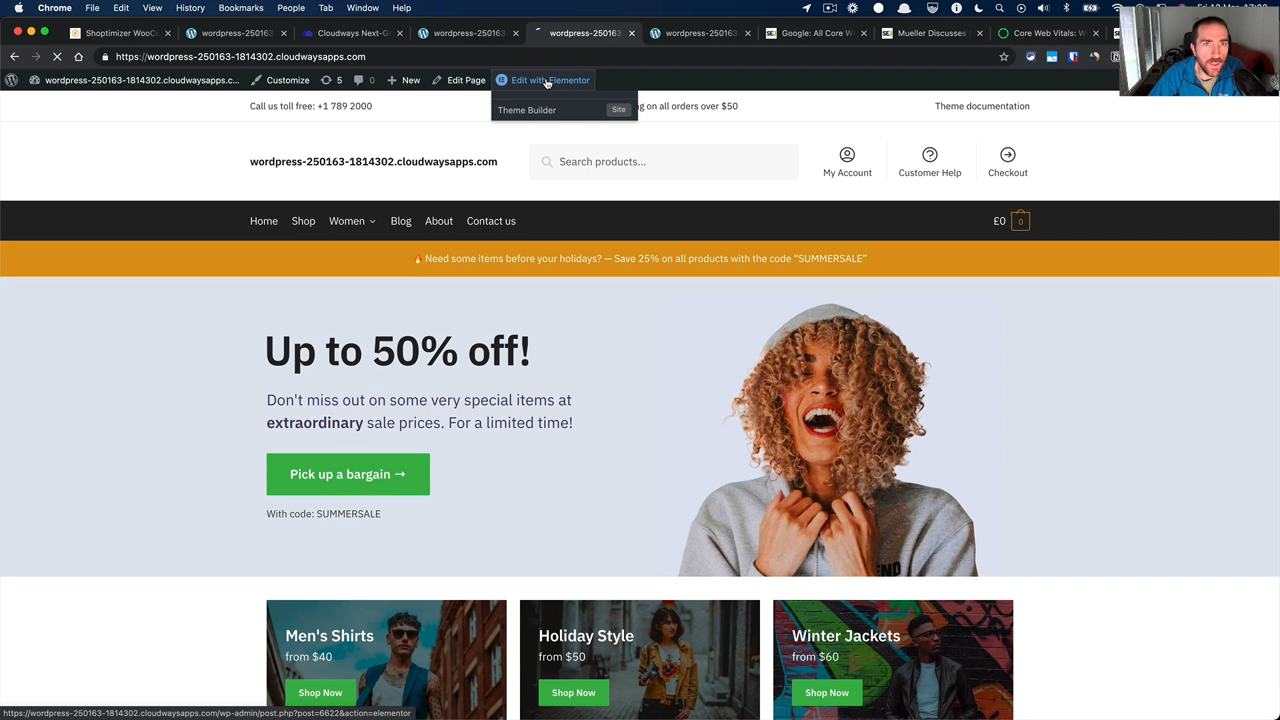 Chrome File Edit View History Bookmarks People Tab Window Help
Shoptimizer WooC
wordpress-250163
Cloudways Next-G
wordpress-250163
wordpress-250163
wordpress-250163
Google: All Core W
Mueller Discusses
Core Web Vitals: W
https://wordpress-250163-1814302.cloudwaysapps.com
wordpress-250163-1814302.cloudwaysapps.c... Customize 5 0 New Edit Page Edit with Elementor
Theme Builder Site
Call us toll free: +1 789 2000
on all orders over $50
Theme documentation
wordpress-250163-1814302.cloudwaysapps.com
Search products...
My Account
Customer Help
Checkout
Home Shop Women Blog About Contact us
£0 0
🔥 Need some items before your holidays? — Save 25% on all products with the code “SUMMERSALE”
Up to 50% off!
Don't miss out on some very special items at
extraordinary sale prices. For a limited time!
Pick up a bargain →
With code: SUMMERSALE
Men's Shirts
from $40
Shop Now
Holiday Style
from $50
Shop Now
Winter Jackets
from $60
Shop Now
https://wordpress-250163-1814302.cloudwaysapps.com/wp-admin/post.php?post=6622&action=elementor